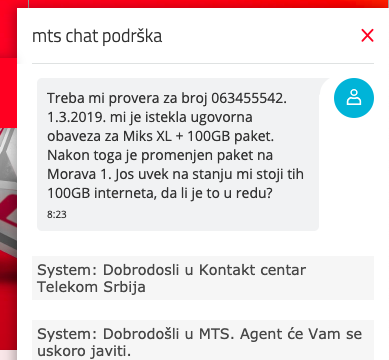 mts chat podrška
Treba mi provera za broj 063455542.
1.3.2019. mi je istekla ugovorna
obaveza za Miks XL + 100GB paket.
Nakon toga je promenjen paket na
Morava 1. Jos uvek na stanju mi stoji tih
100GB interneta, da li je to u redu?
8:23
System: Dobrodosli u Kontakt centar
Telekom Srbija
System: Dobrodošli u MTS. Agent će Vam se
uskoro javiti.